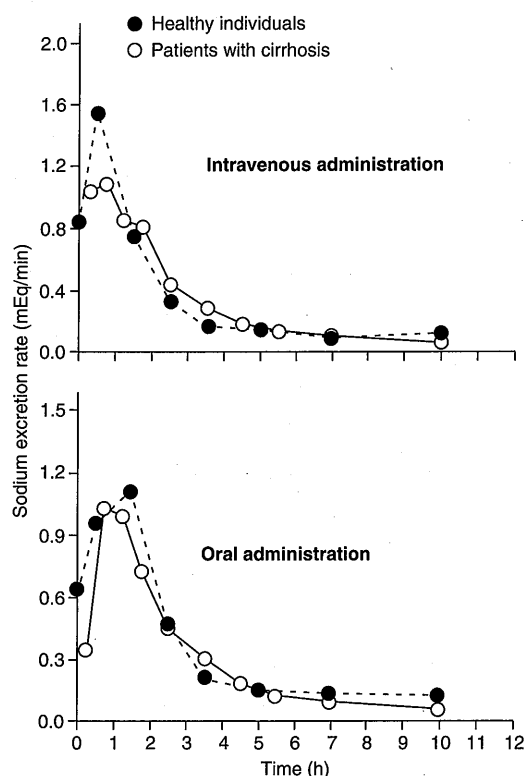 Healthy individuals
Patients with cirrhosis
2.0
1.6
1.2
0.8
0.4
0.0
Intravenous administration
Sodium excretion rate (mEq/min)
1.5
1.2
0.9
0.6
0.3
0.0
Oral administration
0 1 2 3 4 5 6 7 8 9 10 11 12
Time (h)